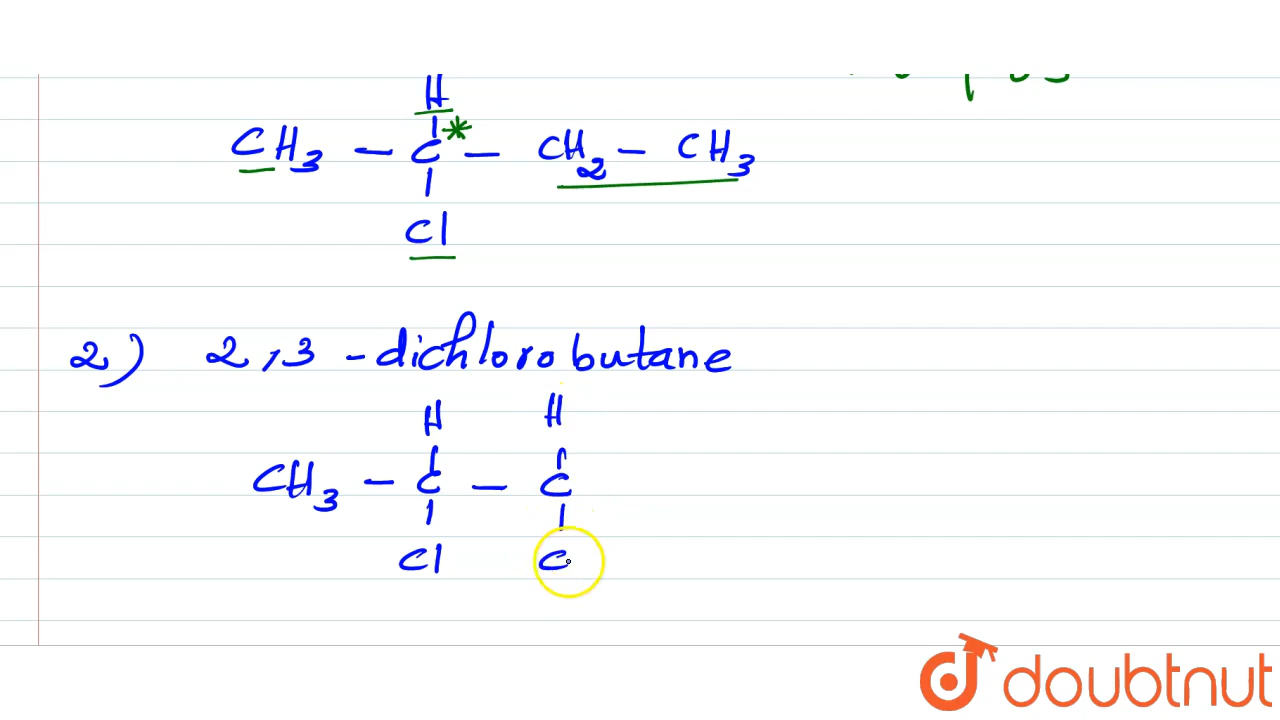 H
CH3 - C* - CH2 - CH3
Cl
2) 2,3-dichlorobutane
H H
CH3 - C - C
Cl C
doubtnut